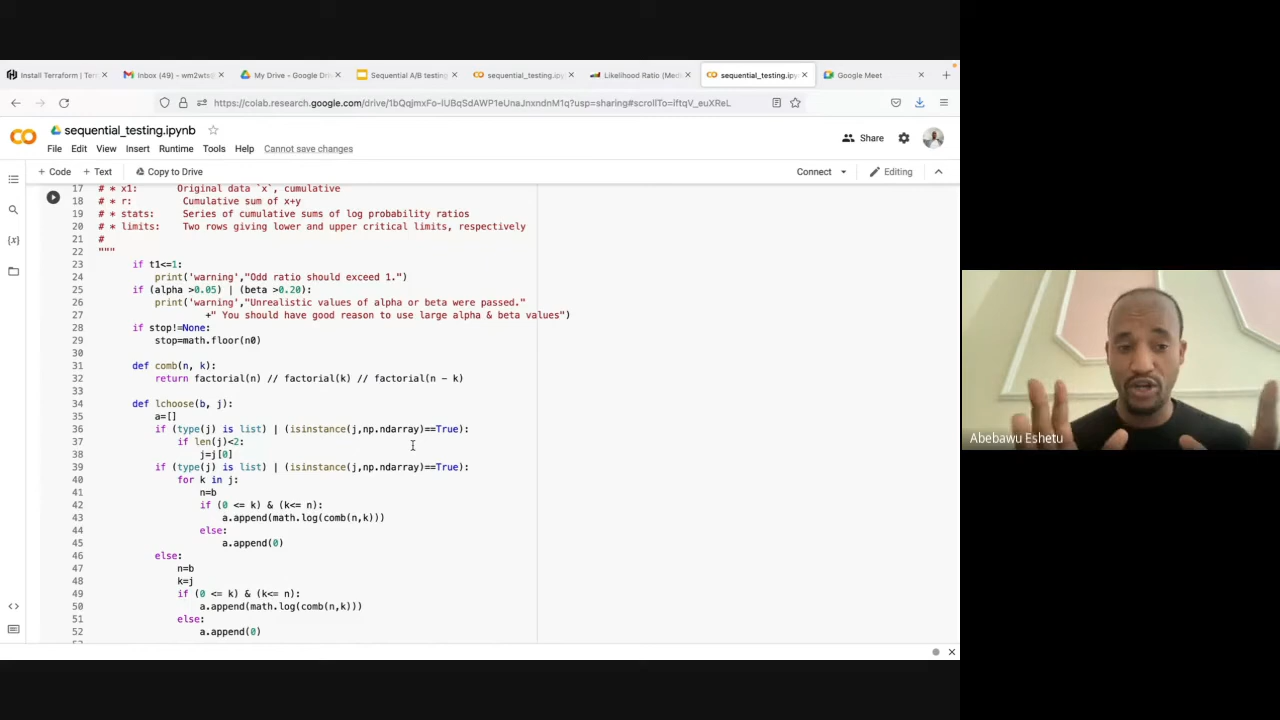 Install Terraform | Terr
Inbox (49) – wm2wts@
My Drive - Google Dri
Sequential A/B testing
sequential_testing.ipy
Likelihood Ratio (Medi
sequential_testing.ipy
Google Meet
https://colab.research.google.com/drive/1bQqjmxFo-iUBqSdAWP1eUnaJnxndnM1q?usp=sharing#scrollTo=iftqV_euXReL
sequential_testing.ipynb
Share
File Edit View Insert Runtime Tools Help Cannot save changes
+ Code + Text Copy to Drive Connect Editing
17 # * x1: Original data `x`, cumulative
18 # * r: Cumulative sum of x+y
19 # * stats: Series of cumulative sums of log probability ratios
20 # * limits: Two rows giving lower and upper critical limits, respectively
21 #
22 """
23 if t1<=1:
24 print('warning',"Odd ratio should exceed 1.")
25 if (alpha >0.05) | (beta >0.20):
26 print('warning',"Unrealistic values of alpha or beta were passed."
27 +" You should have good reason to use large alpha & beta values")
28 if stop!=None:
29 stop=math.floor(n0)
30
31 def comb(n, k):
32 return factorial(n) // factorial(k) // factorial(n - k)
33
34 def lchoose(b, j):
35 a=[]
36 if (type(j) is list) | (isinstance(j,np.ndarray)==True):
37 if len(j)<2:
38 j=j[0]
39 if (type(j) is list) | (isinstance(j,np.ndarray)==True):
40 for k in j:
41 n=b
42 if (0 <= k) & (k<= n):
43 a.append(math.log(comb(n,k)))
44 else:
45 a.append(0)
46 else:
47 n=b
48 k=j
49 if (0 <= k) & (k<= n):
50 a.append(math.log(comb(n,k)))
51 else:
52 a.append(0)
Abebawu Eshetu